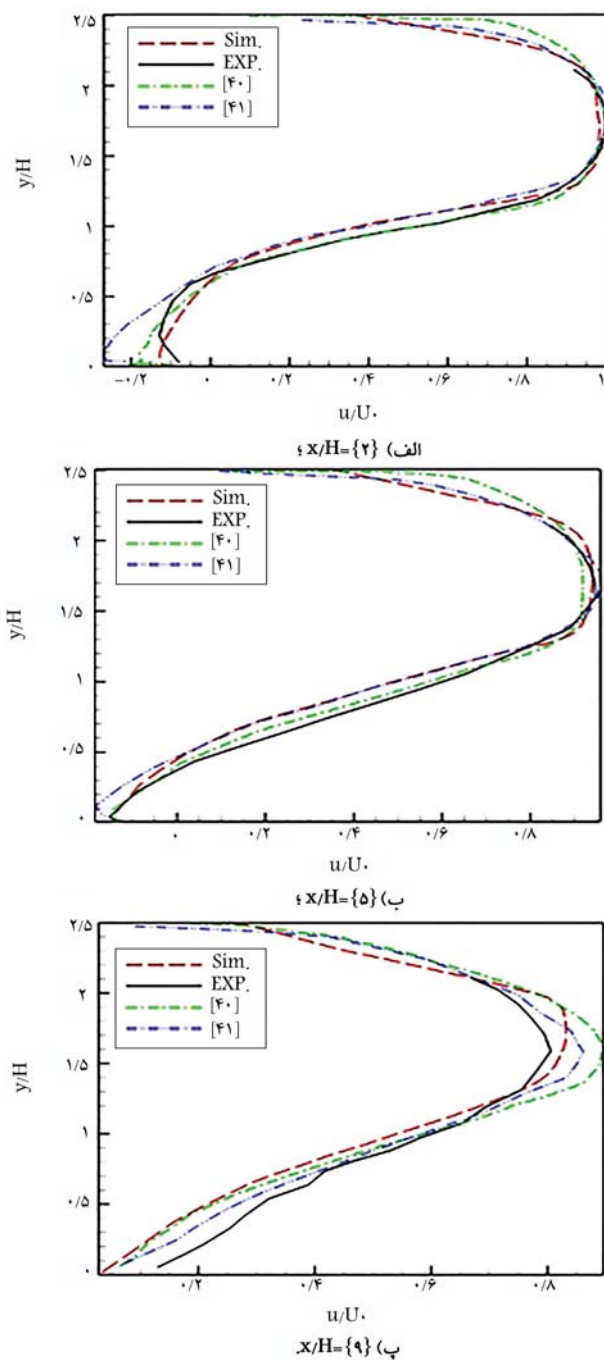 ۲/۵
۲
۱/۵
۱
۰/۵
۰
y/H
Sim.
EXP.
[۴۰]
[۴۱]
−۰/۲ ۰ ۰/۲ ۰/۴ ۰/۶ ۰/۸ ۱
u/U۰
الف) x/H={۲} ؛
۲/۵
۲
۱/۵
۱
۰/۵
۰
y/H
Sim.
EXP.
[۴۰]
[۴۱]
۰ ۰/۲ ۰/۴ ۰/۶ ۰/۸
u/U۰
ب) x/H={۵} ؛
۲/۵
۲
۱/۵
۱
۰/۵
۰
y/H
Sim.
EXP.
[۴۰]
[۴۱]
۰/۲ ۰/۴ ۰/۶ ۰/۸
u/U۰
پ) x/H={۹}.